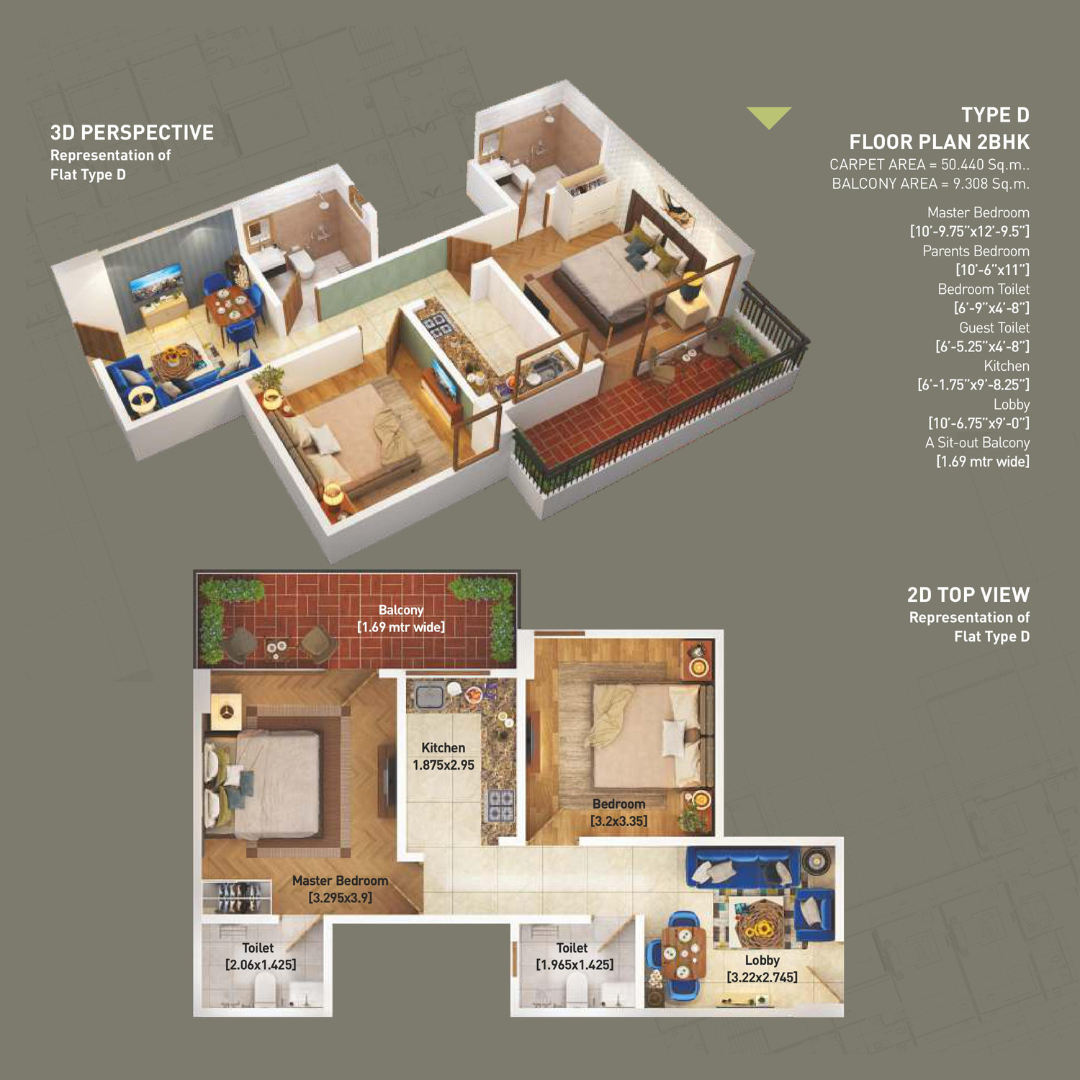 3D PERSPECTIVE
Representation of
Flat Type D
TYPE D
FLOOR PLAN 2BHK
CARPET AREA = 50.440 Sq.m..
BALCONY AREA = 9.308 Sq.m.
Master Bedroom
[10’-9.75’’x12’-9.5’’]
Parents Bedroom
[10’-6’’x11’’]
Bedroom Toilet
[6’-9’’x4’-8’’]
Guest Toilet
[6’-5.25’’x4’-8’’]
Kitchen
[6’-1.75’’x9’-8.25’’]
Lobby
[10’-6.75’’x9’-0’’]
A Sit-out Balcony
[1.69 mtr wide]
2D TOP VIEW
Representation of
Flat Type D
Balcony
[1.69 mtr wide]
Kitchen
1.875x2.95
Bedroom
[3.2x3.35]
Master Bedroom
[3.295x3.9]
Toilet
[2.06x1.425]
Toilet
[1.965x1.425]
Lobby
[3.22x2.745]